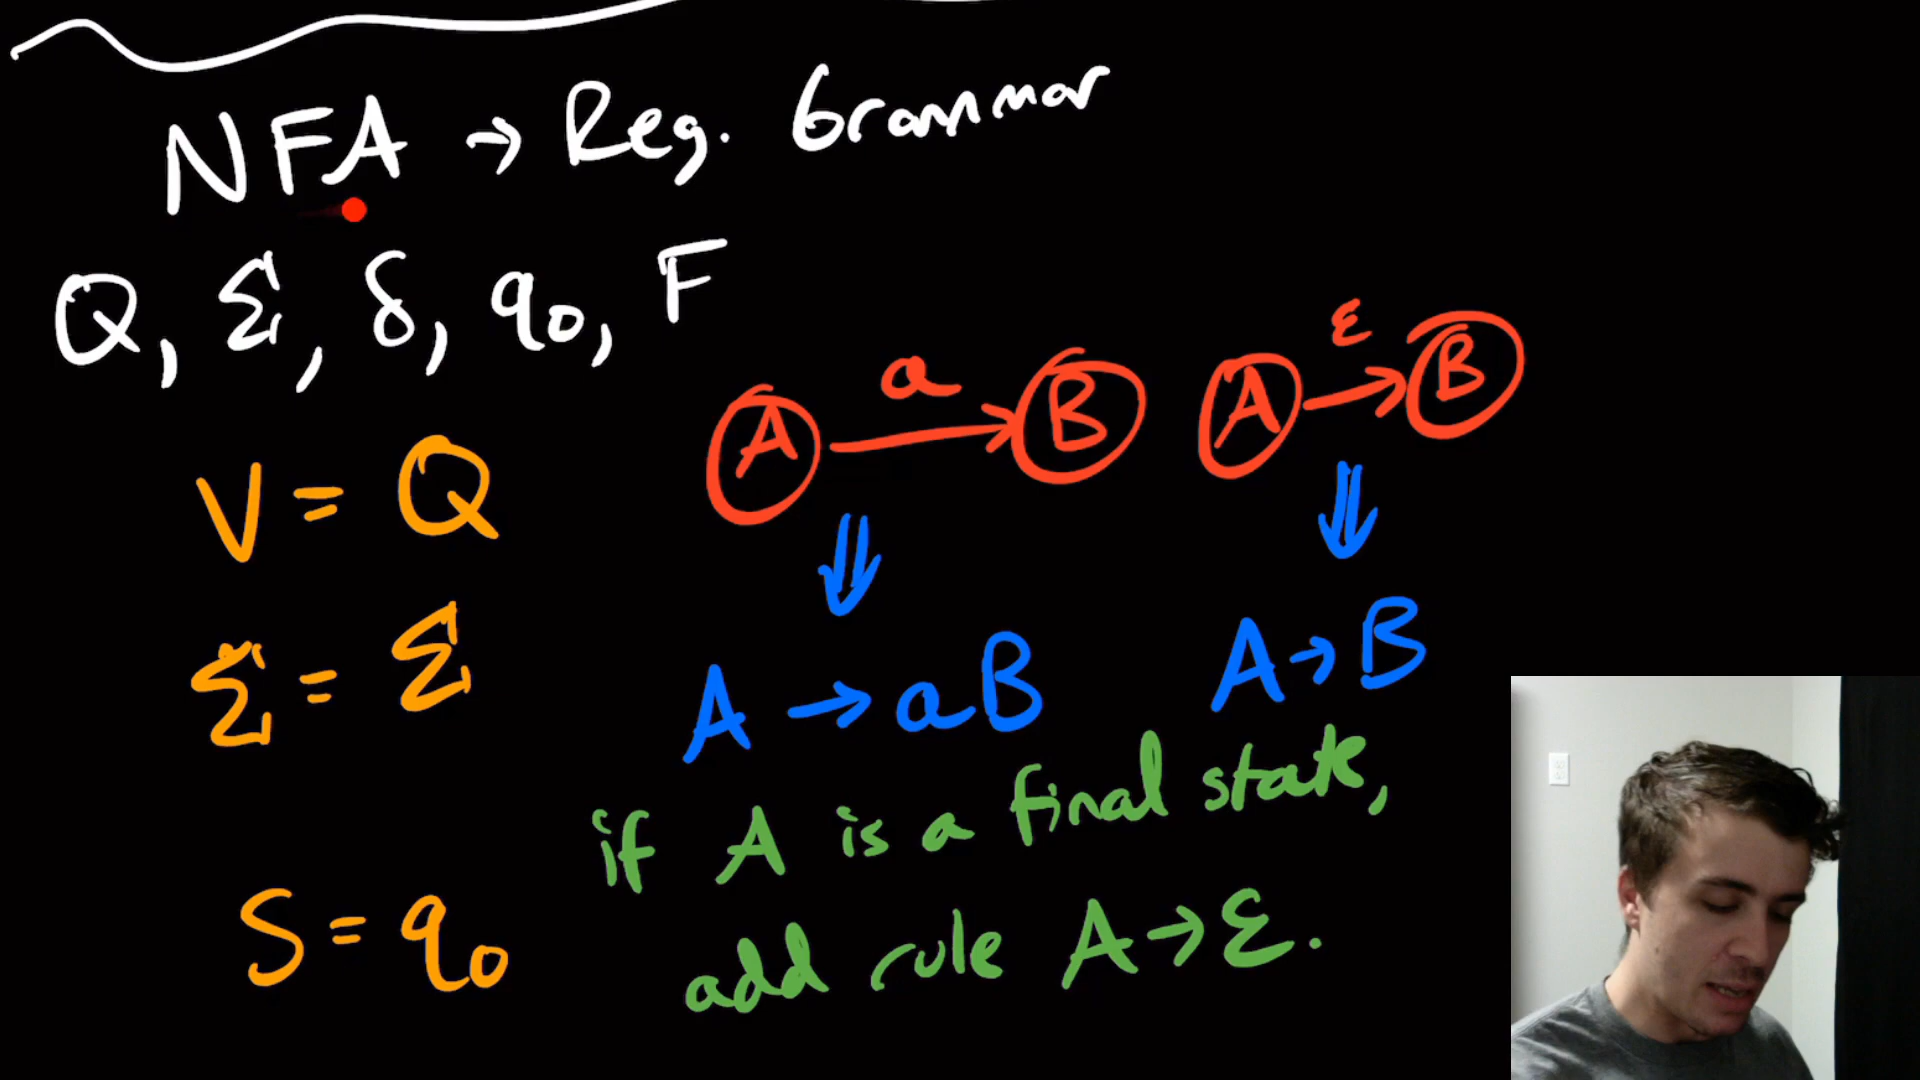 NFA → Reg. Grammar
Q, Σ, δ, q₀, F
V = Q
Σ = Σ
S = q₀
A a B
A ε B
⇓ ⇓
A → aB
A → B
if A is a final state,
add rule A → ε.